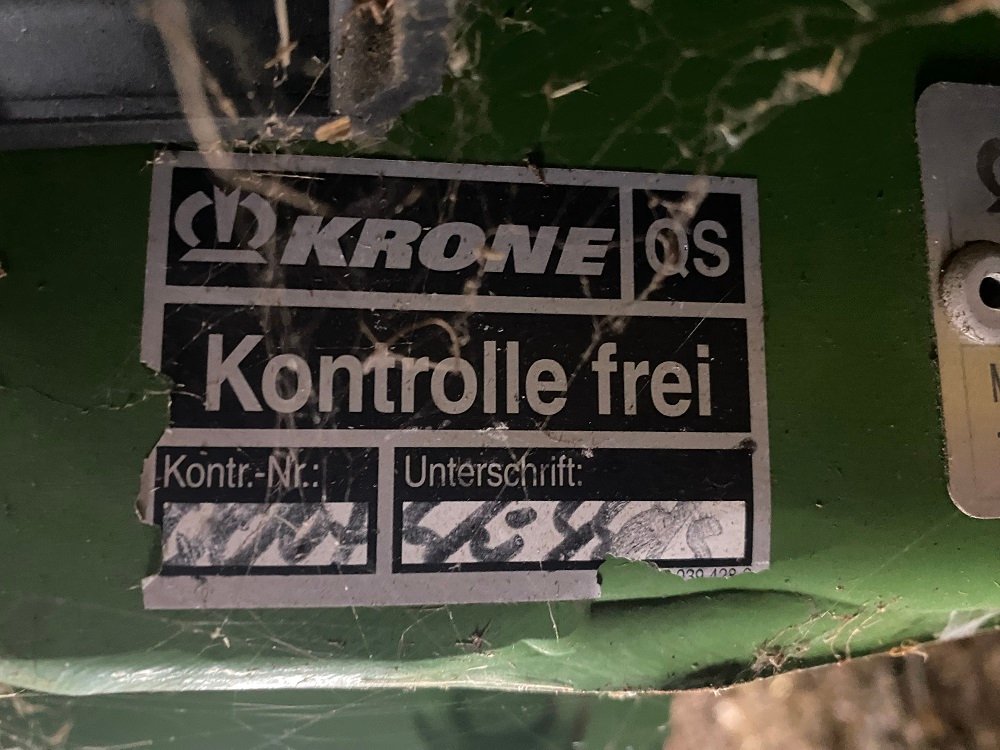 KRONE QS
Kontrolle frei
Kontr.-Nr.: Unterschrift: